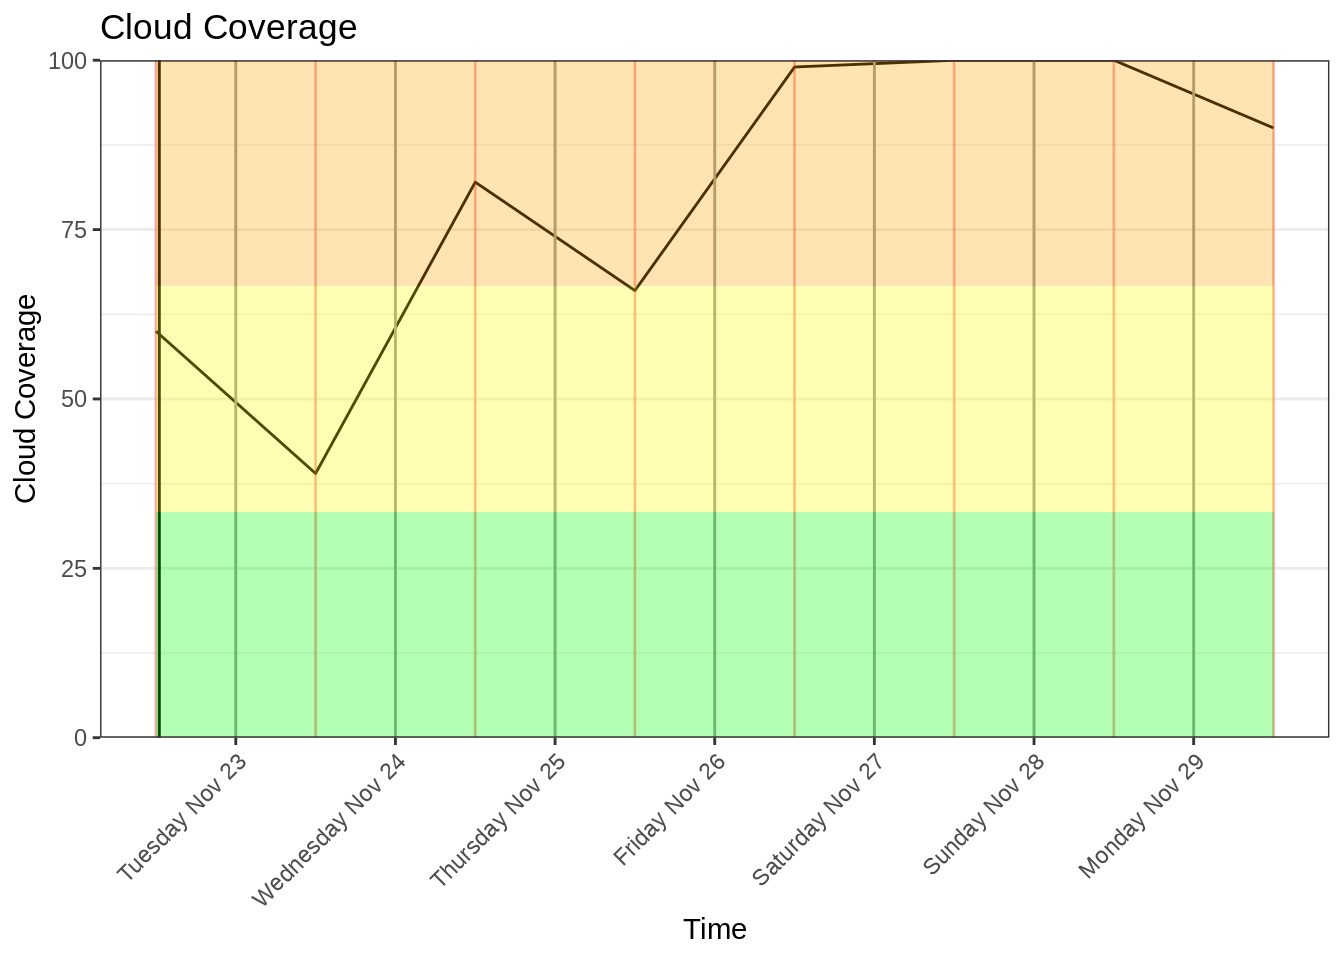 Cloud Coverage
100
75
50
25
0
Cloud Coverage
Tuesday Nov 23
Wednesday Nov 24
Thursday Nov 25
Friday Nov 26
Saturday Nov 27
Sunday Nov 28
Monday Nov 29
Time